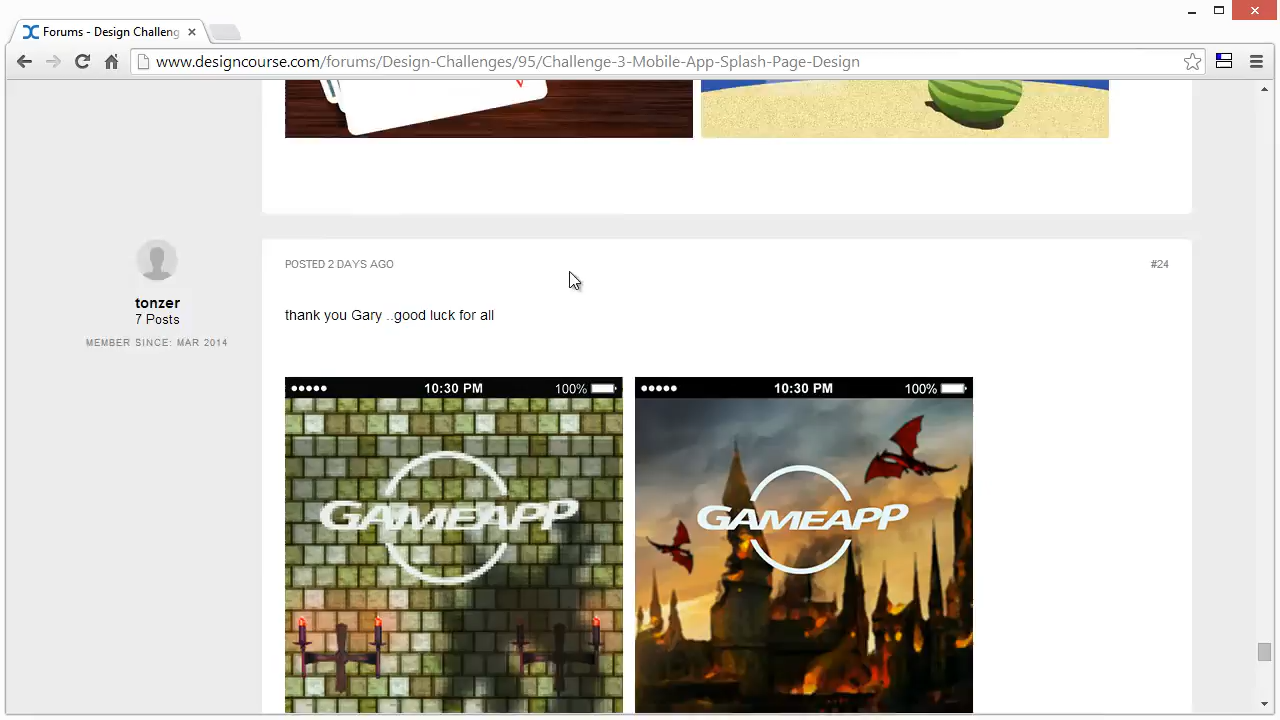 Forums - Design Challeng
www.designcourse.com/forums/Design-Challenges/95/Challenge-3-Mobile-App-Splash-Page-Design
POSTED 2 DAYS AGO
#24
tonzer
7 Posts
MEMBER SINCE: MAR 2014
thank you Gary ..good luck for all
10:30 PM 100%
10:30 PM 100%
GAMEAPP
GAMEAPP